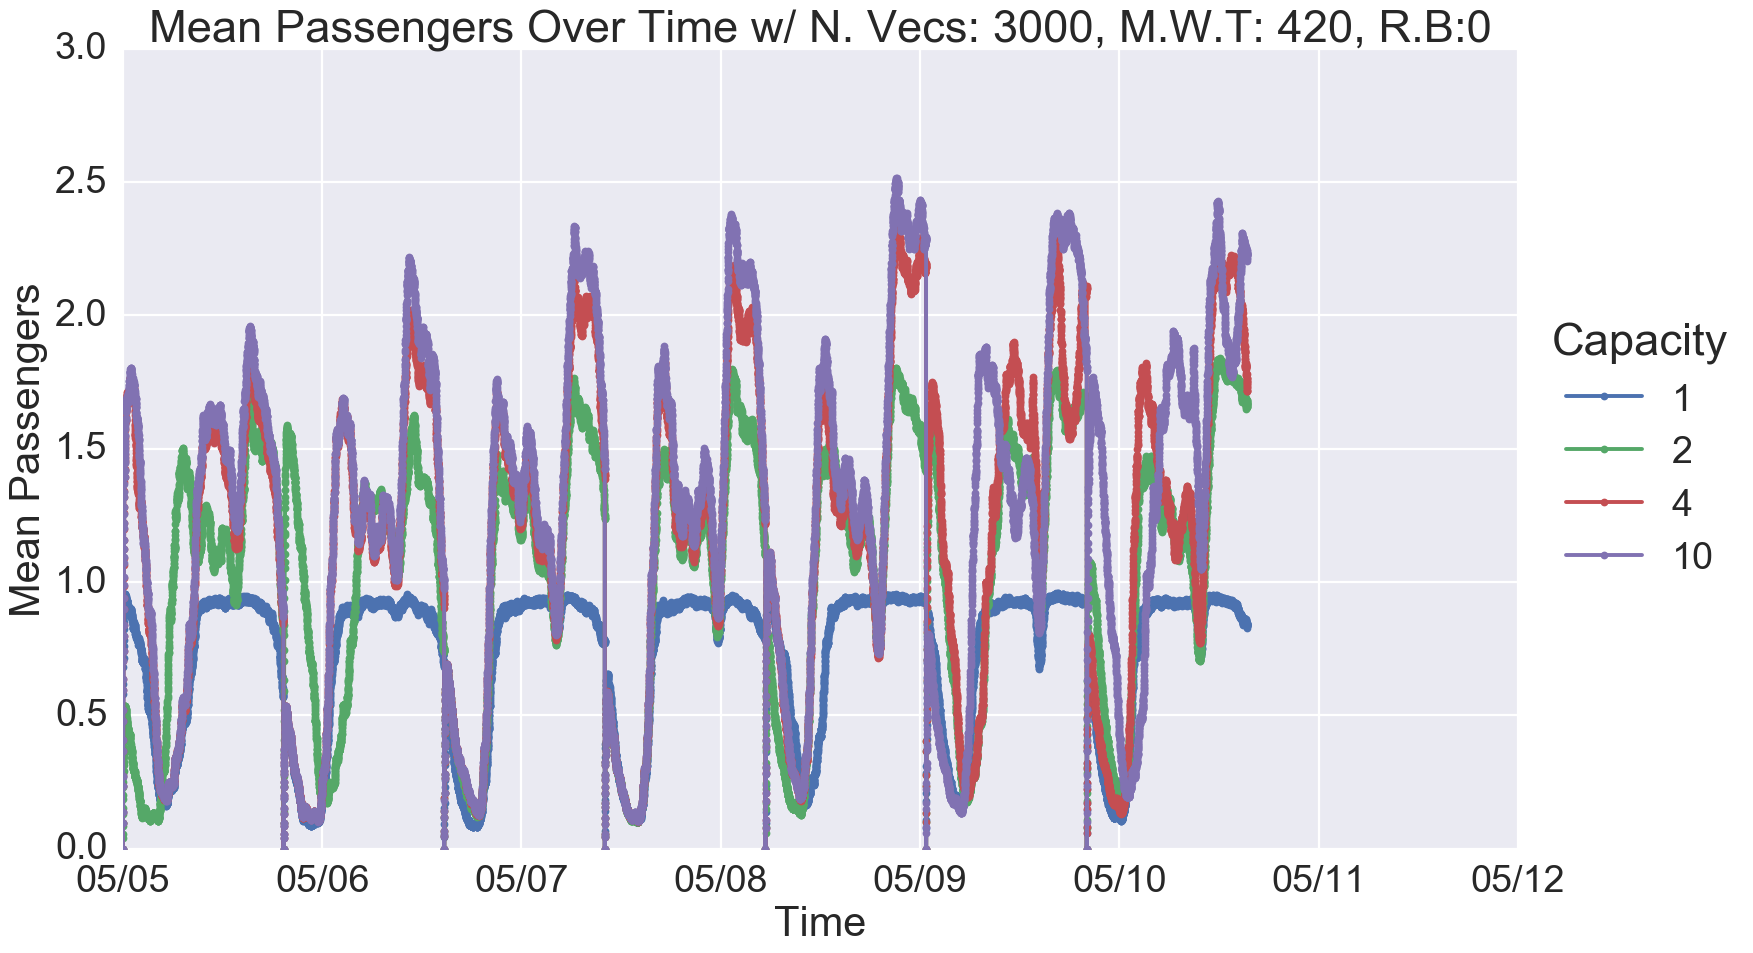 Mean Passengers Over Time w/ N. Vecs: 3000, M.W.T: 420, R.B:0
3.0
2.5
2.0
1.5
1.0
0.5
0.0
Mean Passengers
05/05 05/06 05/07 05/08 05/09 05/10 05/11 05/12
Time
Capacity
1
2
4
10